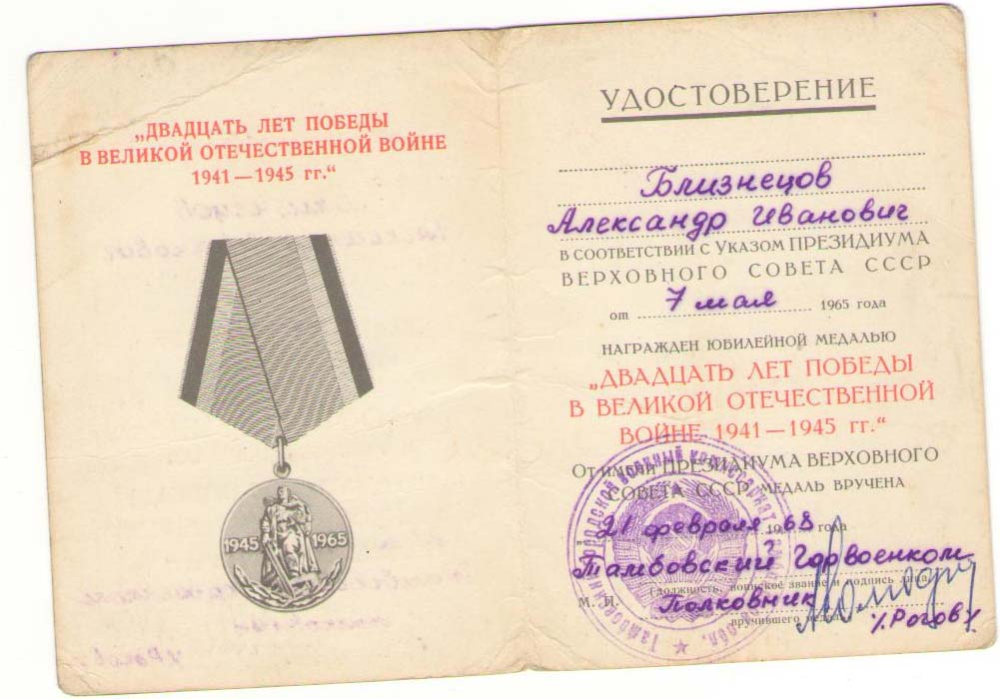 „ДВАДЦАТЬ ЛЕТ ПОБЕДЫ
В ВЕЛИКОЙ ОТЕЧЕСТВЕННОЙ ВОЙНЕ
1941—1945 гг.“
1945 1965
УДОСТОВЕРЕНИЕ
Близнецов
Александр Иванович
В СООТВЕТСТВИИ С УКАЗОМ ПРЕЗИДИУМА
ВЕРХОВНОГО СОВЕТА СССР
от 7 мая 1965 года
НАГРАЖДЕН ЮБИЛЕЙНОЙ МЕДАЛЬЮ
„ДВАДЦАТЬ ЛЕТ ПОБЕДЫ
В ВЕЛИКОЙ ОТЕЧЕСТВЕННОЙ
ВОЙНЕ 1941—1945 гг.“
ОТ ИМЕНИ ПРЕЗИДИУМА ВЕРХОВНОГО
СОВЕТА СССР МЕДАЛЬ ВРУЧЕНА
21 февраля 1968 года
Тамбовский Горвоенком
(должность, воинское звание и подпись лица,
М. П. Полковник
вручившего медаль)
/.Рогов/